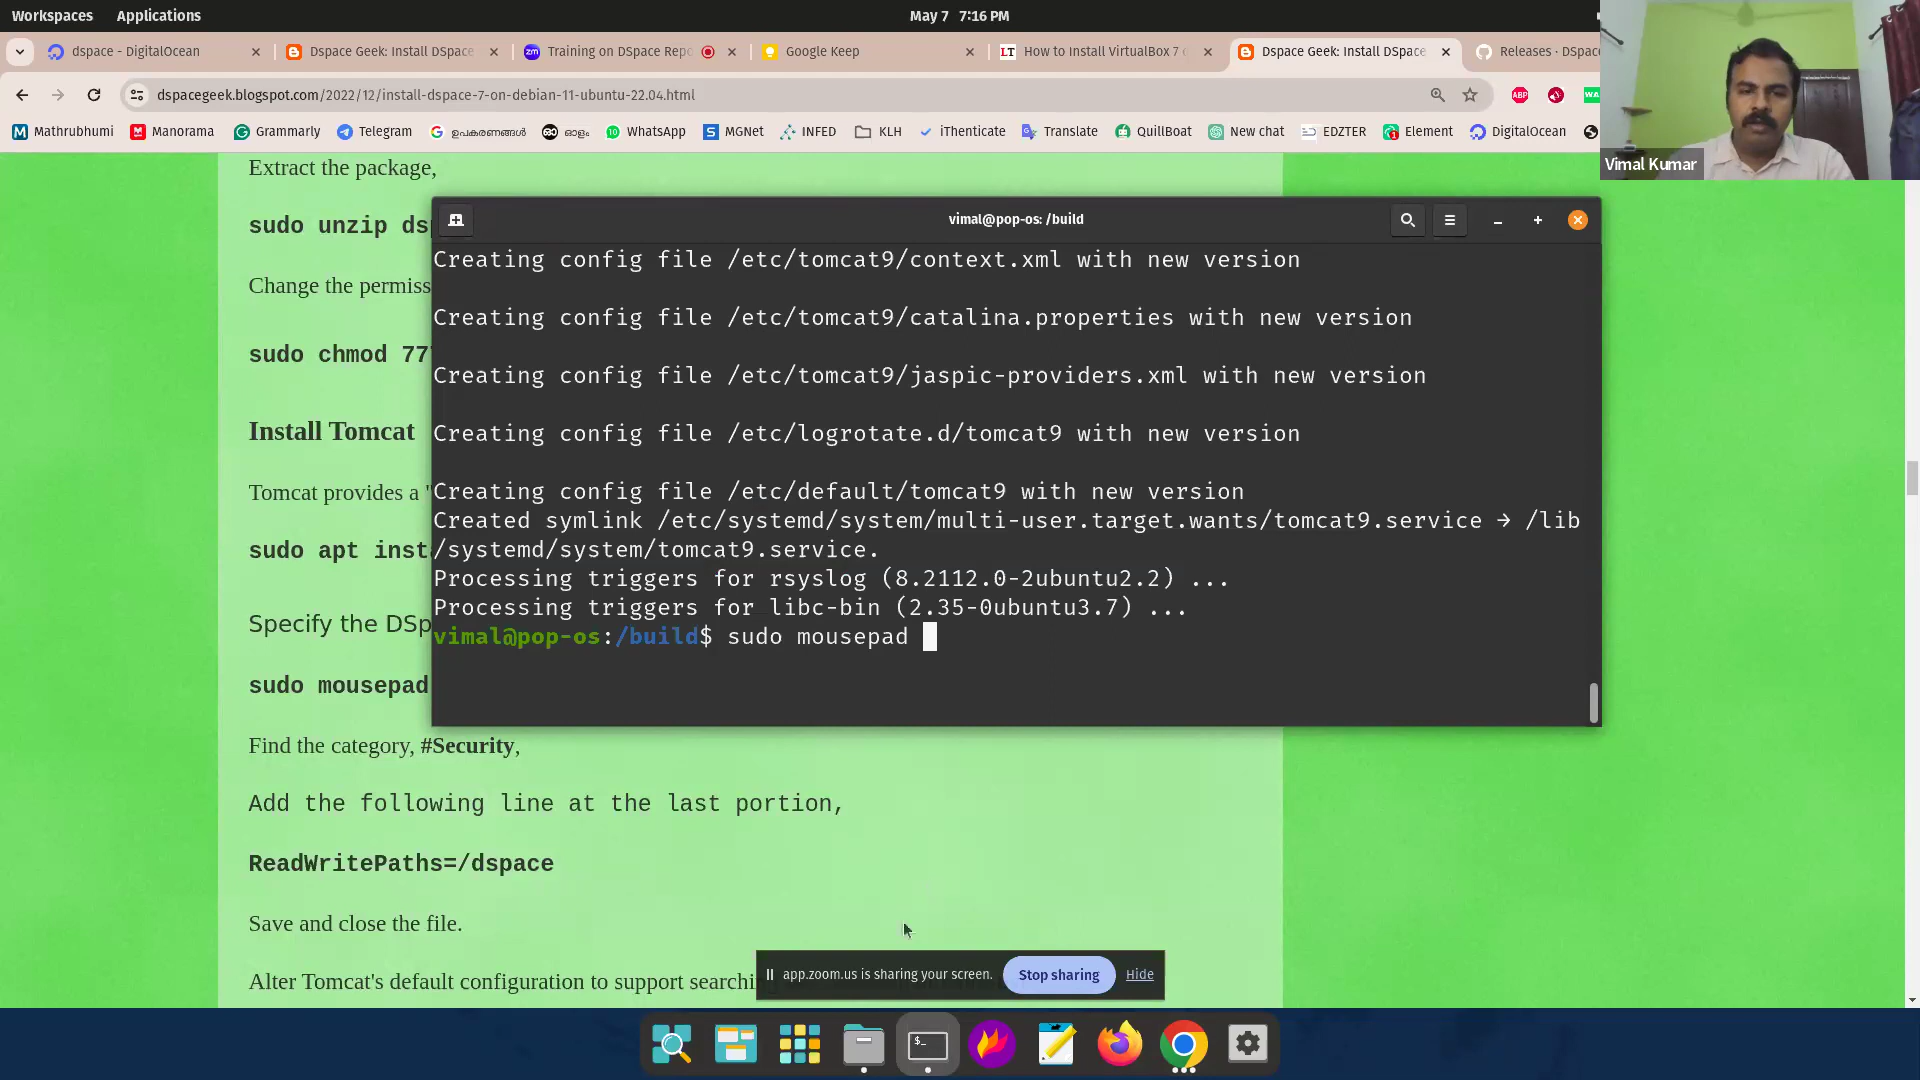 Workspaces Applications May 7 7:16 PM
dspace - DigitalOcean
Dspace Geek: Install DSpace
Training on DSpace Repo
Google Keep
How to Install VirtualBox 7 o
Dspace Geek: Install DSpace
Releases · DSpac
dspacegeek.blogspot.com/2022/12/install-dspace-7-on-debian-11-ubuntu-22.04.html
Mathrubhumi Manorama Grammarly Telegram ഉപകരണങ്ങൾ ഓളം WhatsApp MGNet INFED KLH iThenticate Translate QuillBoat New chat EDZTER Element DigitalOcean
Vimal Kumar
Extract the package,
sudo unzip dsp
Change the permiss
sudo chmod 777
Install Tomcat
Tomcat provides a "
sudo apt insta
Specify the DSp
sudo mousepad
Find the category, #Security,
Add the following line at the last portion,
ReadWritePaths=/dspace
Save and close the file.
Alter Tomcat's default configuration to support searchi
vimal@pop-os: /build
Creating config file /etc/tomcat9/context.xml with new version
Creating config file /etc/tomcat9/catalina.properties with new version
Creating config file /etc/tomcat9/jaspic-providers.xml with new version
Creating config file /etc/logrotate.d/tomcat9 with new version
Creating config file /etc/default/tomcat9 with new version
Created symlink /etc/systemd/system/multi-user.target.wants/tomcat9.service → /lib
/systemd/system/tomcat9.service.
Processing triggers for rsyslog (8.2112.0-2ubuntu2.2) ...
Processing triggers for libc-bin (2.35-0ubuntu3.7) ...
vimal@pop-os:/build$ sudo mousepad
app.zoom.us is sharing your screen. Stop sharing Hide